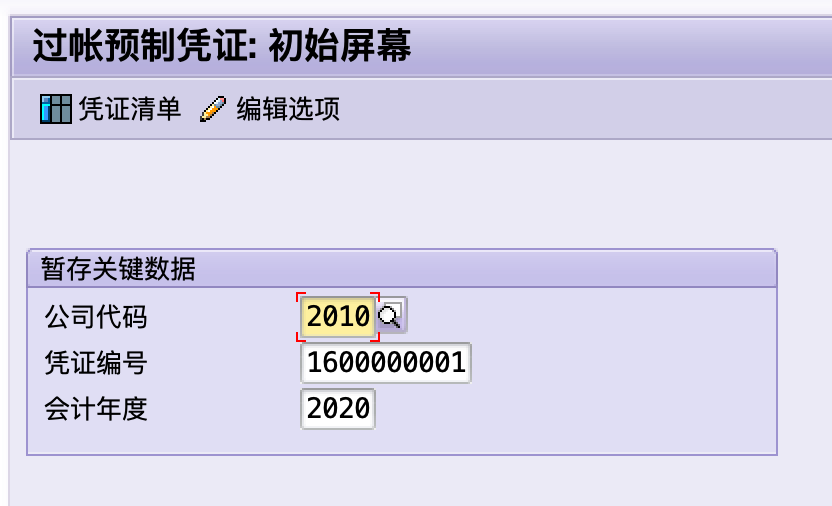 过帐预制凭证: 初始屏幕
凭证清单 编辑选项
暂存关键数据
公司代码 2010
凭证编号 1600000001
会计年度 2020